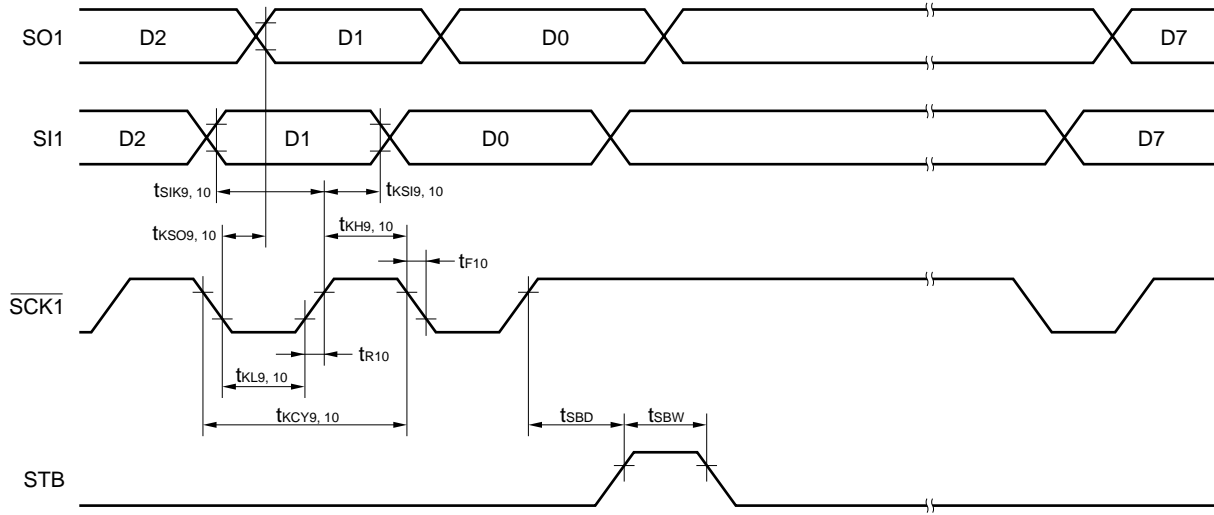 SO1 D2 D1 D0 D7
SI1 D2 D1 D0 D7
tSIK9, 10 tKSI9, 10
tKSO9, 10 tKH9, 10
tF10
SCK1
tR10
tKL9, 10
tKCY9, 10 tSBD tSBW
STB